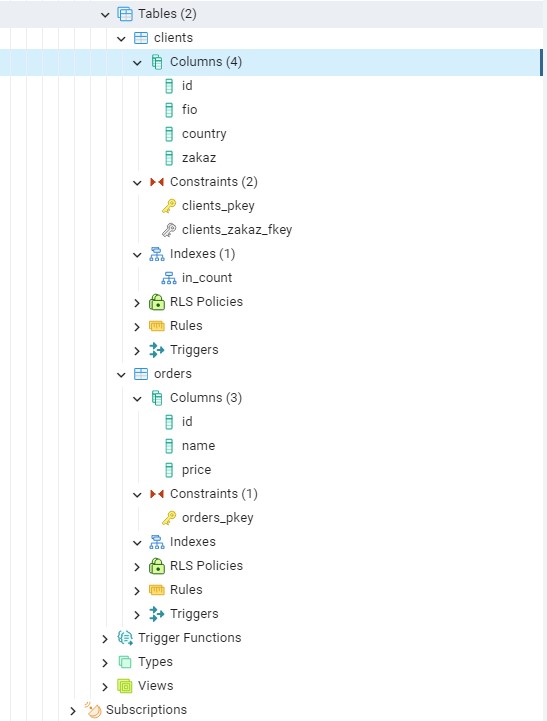 Tables (2)
clients
Columns (4)
id
fio
country
zakaz
Constraints (2)
clients_pkey
clients_zakaz_fkey
Indexes (1)
in_count
RLS Policies
Rules
Triggers
orders
Columns (3)
id
name
price
Constraints (1)
orders_pkey
Indexes
RLS Policies
Rules
Triggers
Trigger Functions
Types
Views
Subscriptions